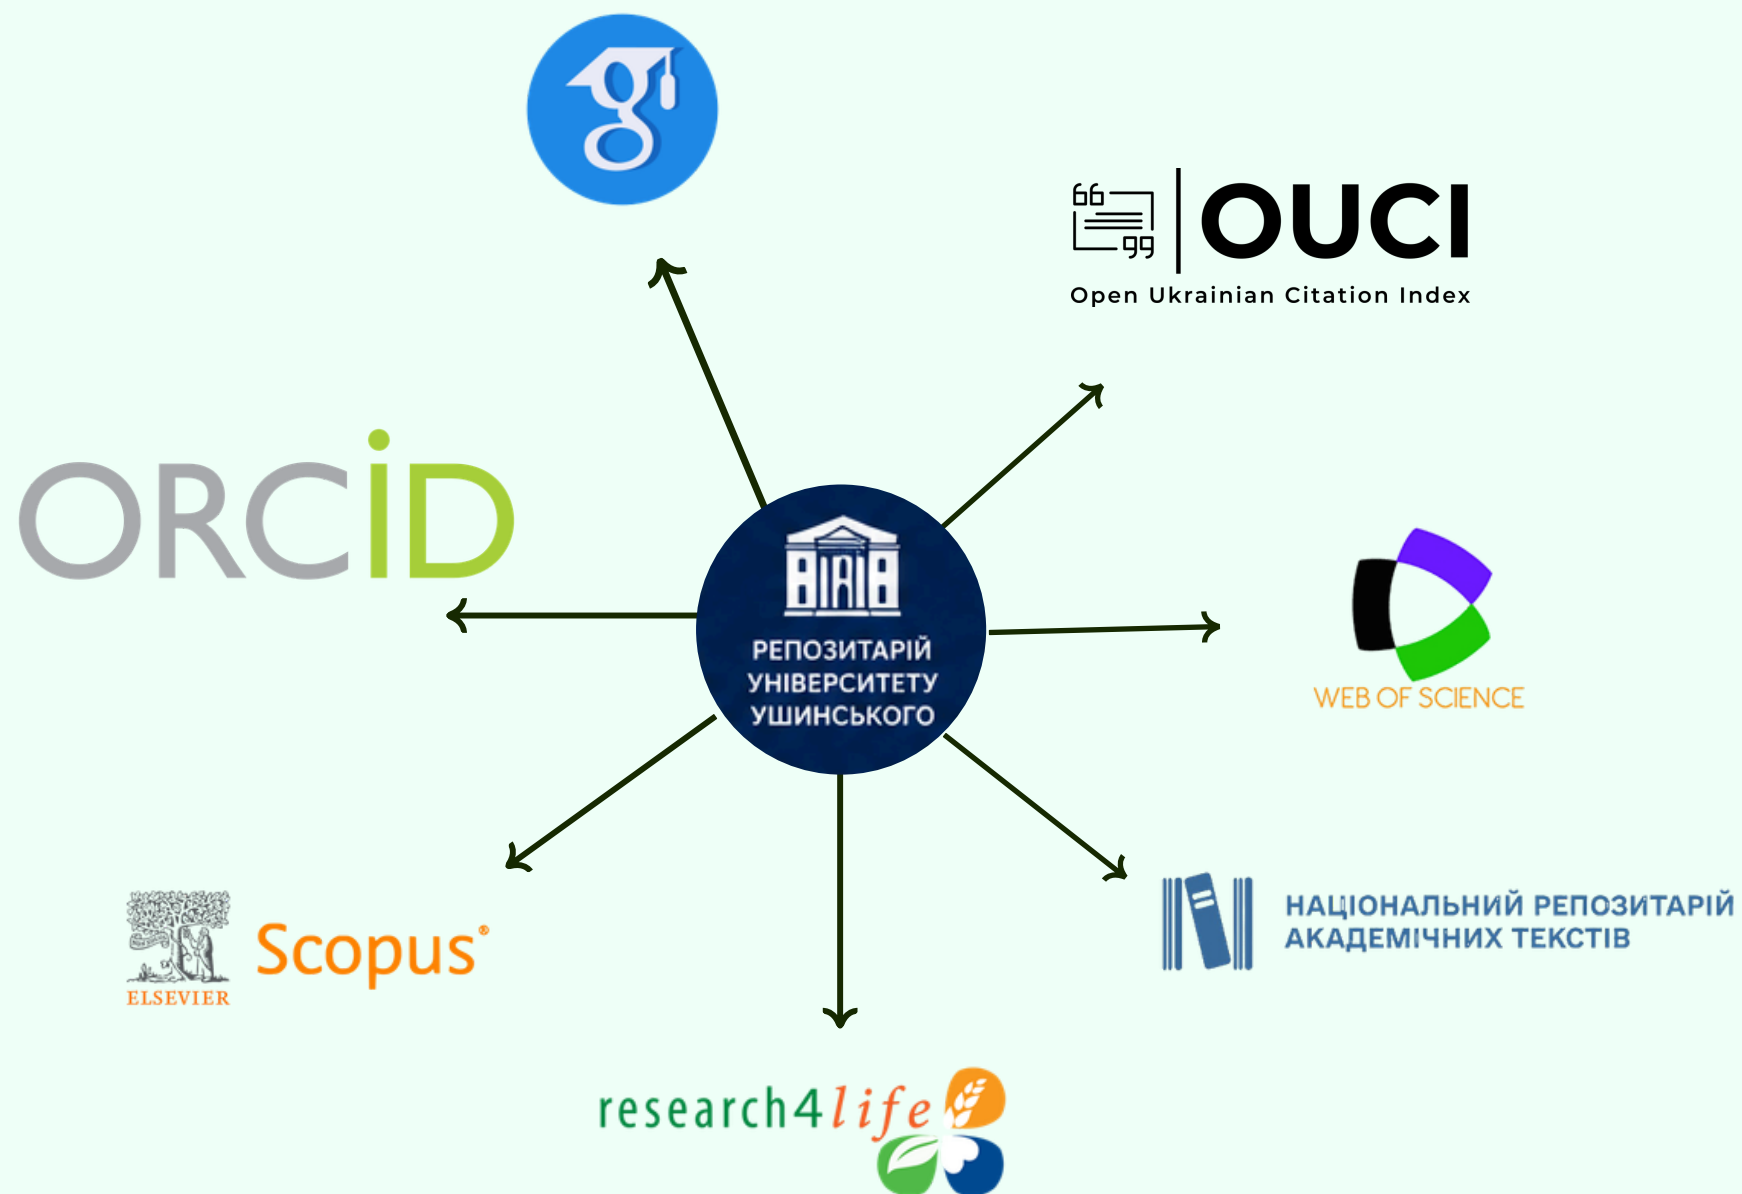 g
OUCI
Open Ukrainian Citation Index
ORCID
РЕПОЗИТАРІЙ
УНІВЕРСИТЕТУ
УШИНСЬКОГО
WEB OF SCIENCE
Scopus®
ELSEVIER
НАЦІОНАЛЬНИЙ РЕПОЗИТАРІЙ
АКАДЕМІЧНИХ ТЕКСТІВ
research4life